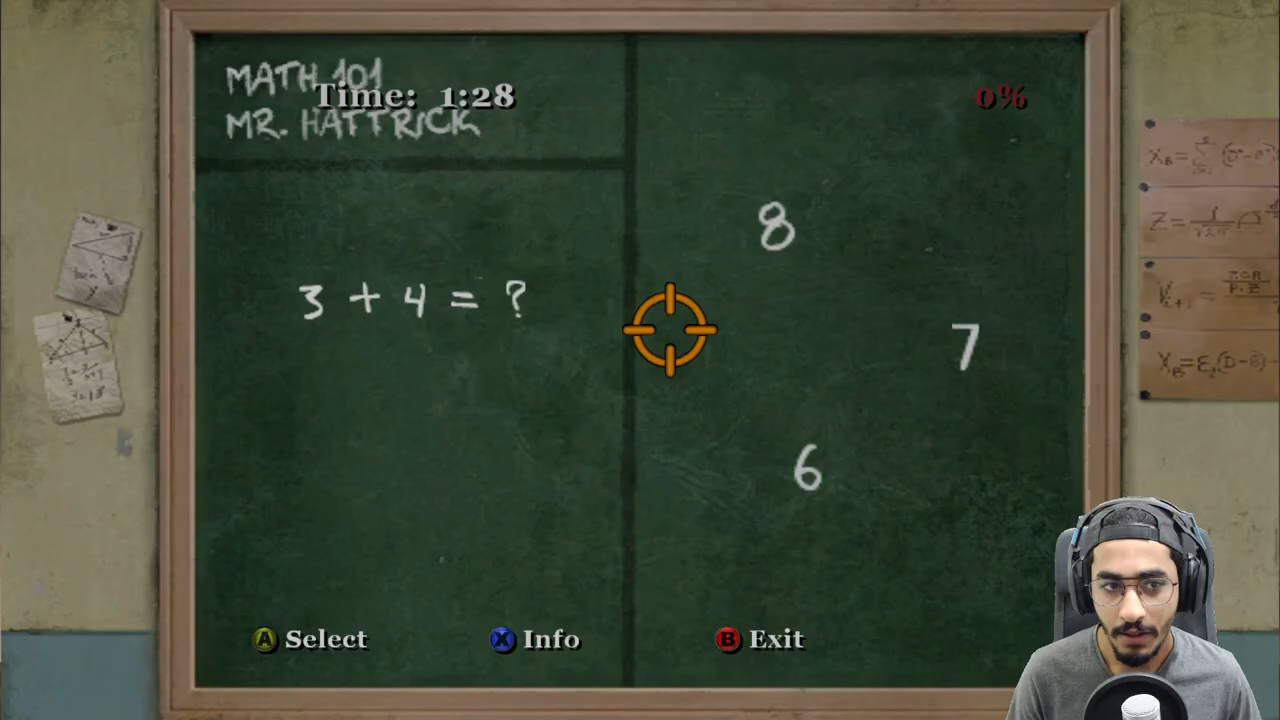 MATH 101
Time: 1:28
0%
MR. HATTRICK
8
3 + 4 = ?
7
6
Select
Info
Exit